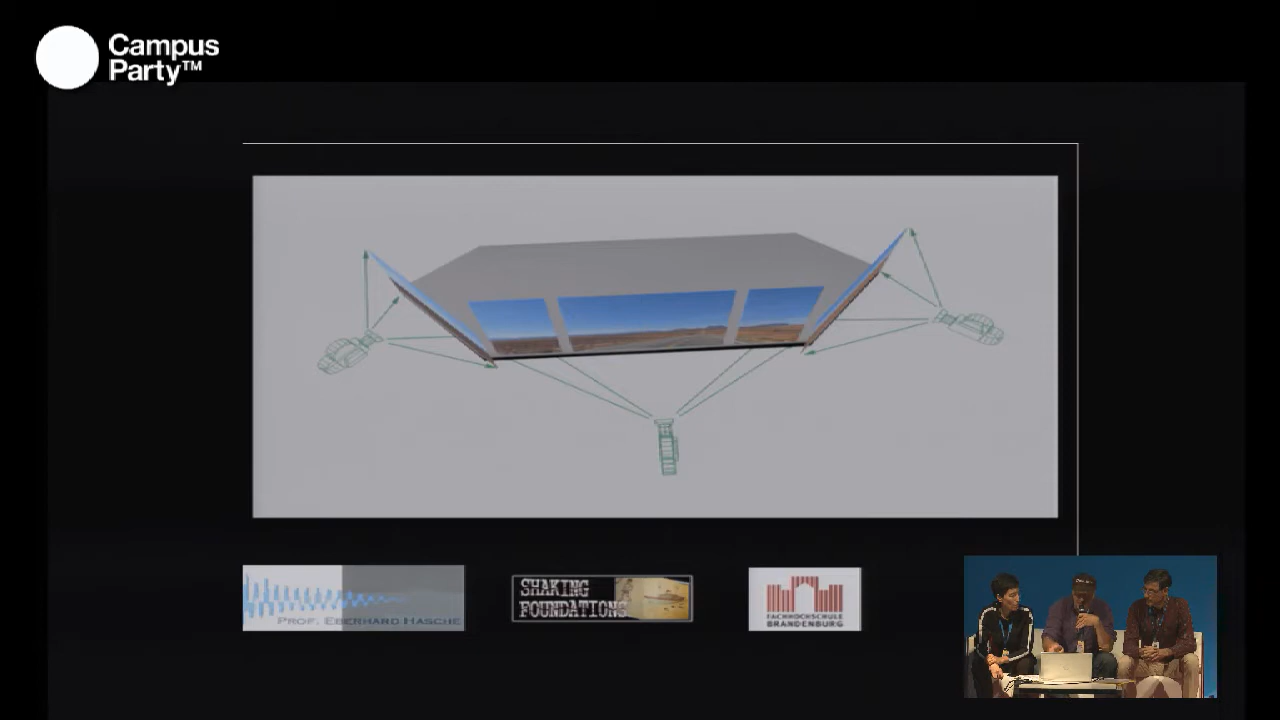 Campus
Party™
PROF. EBERHARD HASCHE
SHAKING
FOUNDATIONS
FACHHOCHSCHULE
BRANDENBURG